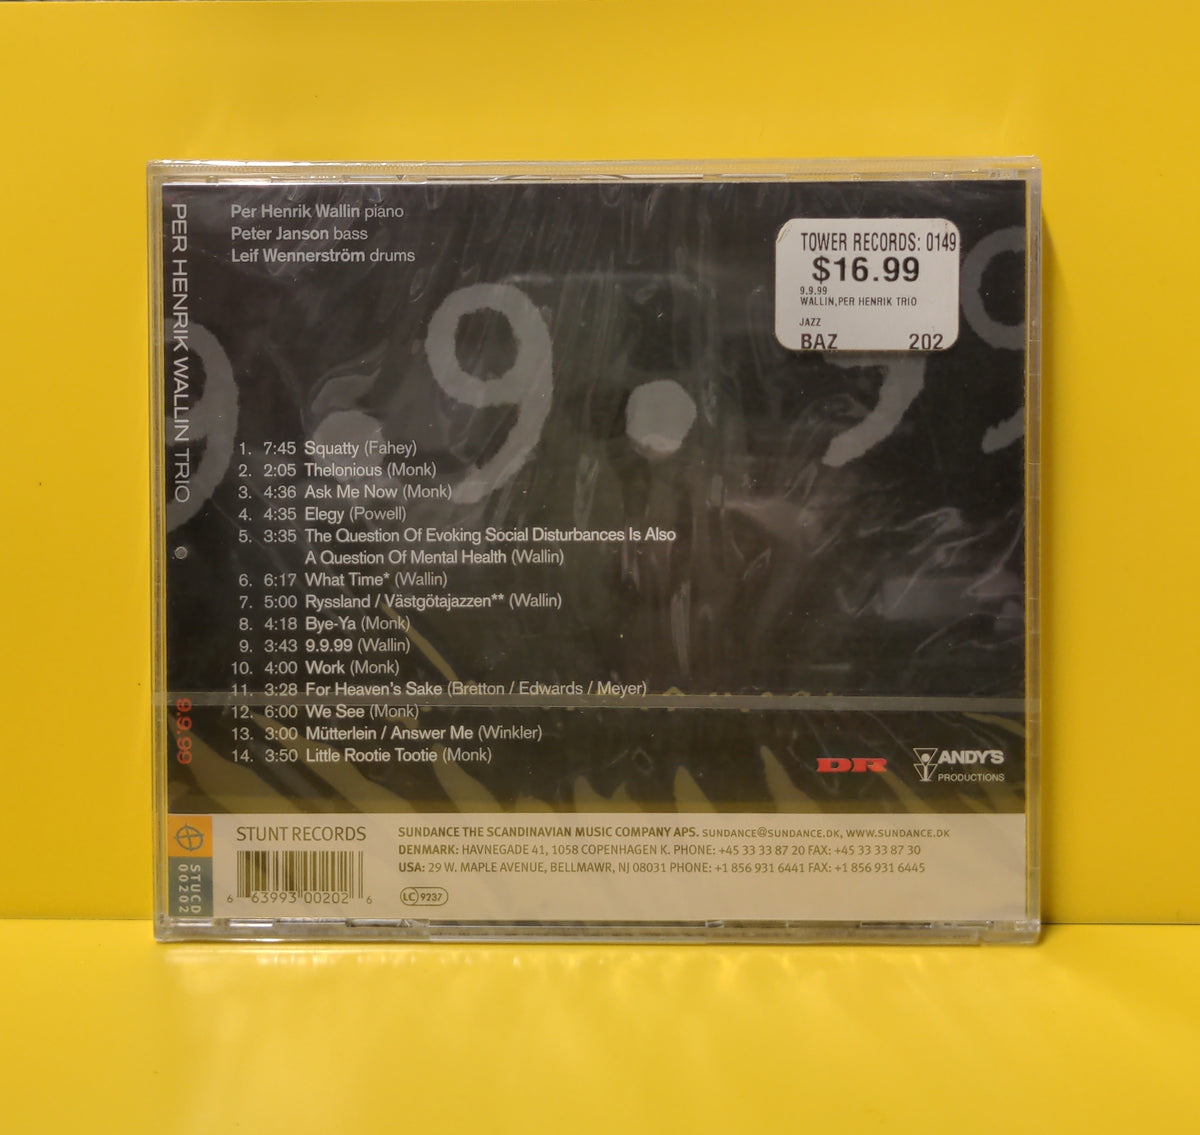 PER HENRIK WALLIN TRIO
9.9.99
STUCD
00202
Per Henrik Wallin piano
Peter Janson bass
Leif Wennerström drums
TOWER RECORDS: 0149
$16.99
9.9.99
WALLIN,PER HENRIK TRIO
JAZZ
BAZ 202
9.9.99
1. 7:45 Squatty (Fahey)
2. 2:05 Thelonious (Monk)
3. 4:36 Ask Me Now (Monk)
4. 4:35 Elegy (Powell)
5. 3:35 The Question Of Evoking Social Disturbances Is Also
A Question Of Mental Health (Wallin)
6. 6:17 What Time* (Wallin)
7. 5:00 Ryssland / Västgötajazzen** (Wallin)
8. 4:18 Bye-Ya (Monk)
9. 3:43 9.9.99 (Wallin)
10. 4:00 Work (Monk)
11. 3:28 For Heaven's Sake (Bretton / Edwards / Meyer)
12. 6:00 We See (Monk)
13. 3:00 Mütterlein / Answer Me (Winkler)
14. 3:50 Little Rootie Tootie (Monk)
DR
ANDY'S
PRODUCTIONS
STUNT RECORDS
6 63993 00202 6
SUNDANCE THE SCANDINAVIAN MUSIC COMPANY APS. SUNDANCE@SUNDANCE.DK, WWW.SUNDANCE.DK
DENMARK: HAVNEGADE 41, 1058 COPENHAGEN K. PHONE: +45 33 33 87 20 FAX: +45 33 33 87 30
USA: 29 W. MAPLE AVENUE, BELLMAWR, NJ 08031 PHONE: +1 856 931 6441 FAX: +1 856 931 6445
LC 9237